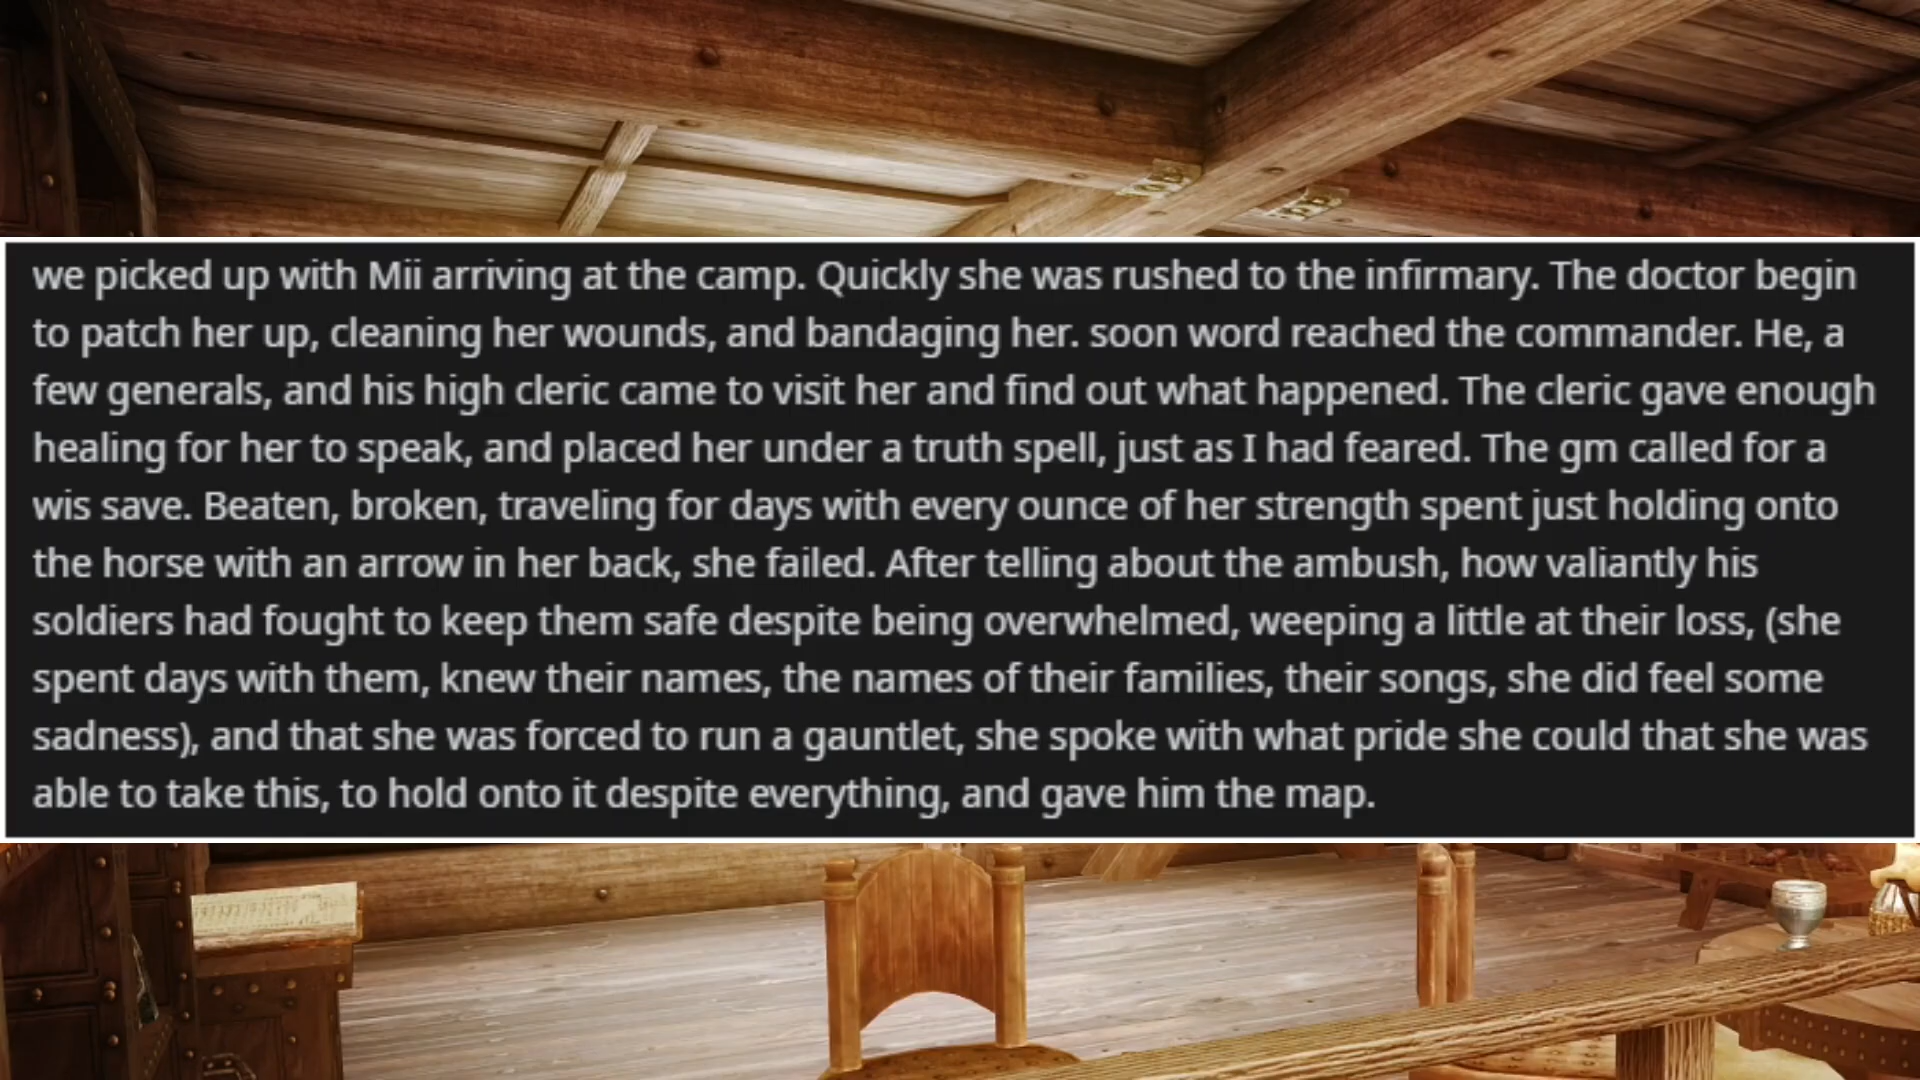 we picked up with Mii arriving at the camp. Quickly she was rushed to the infirmary. The doctor begin
to patch her up, cleaning her wounds, and bandaging her. soon word reached the commander. He, a
few generals, and his high cleric came to visit her and find out what happened. The cleric gave enough
healing for her to speak, and placed her under a truth spell, just as I had feared. The gm called for a
wis save. Beaten, broken, traveling for days with every ounce of her strength spent just holding onto
the horse with an arrow in her back, she failed. After telling about the ambush, how valiantly his
soldiers had fought to keep them safe despite being overwhelmed, weeping a little at their loss, (she
spent days with them, knew their names, the names of their families, their songs, she did feel some
sadness), and that she was forced to run a gauntlet, she spoke with what pride she could that she was
able to take this, to hold onto it despite everything, and gave him the map.